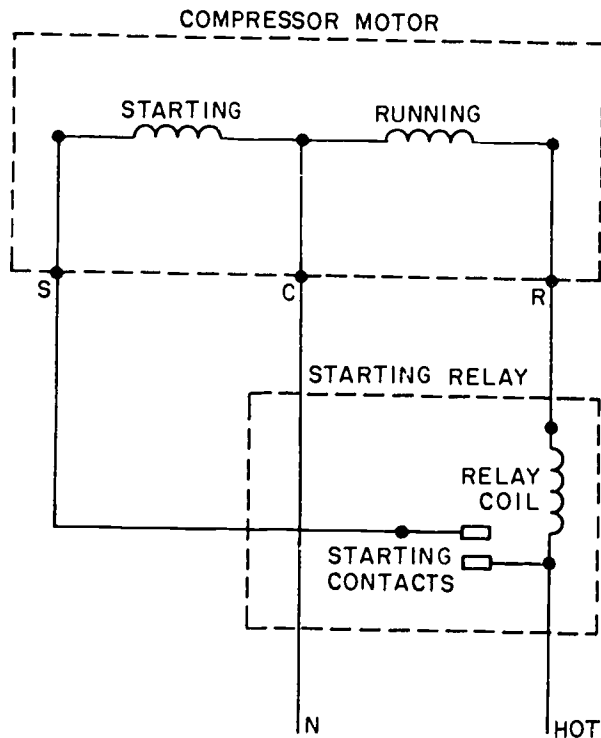 COMPRESSOR MOTOR
STARTING
RUNNING
S
C
R
STARTING RELAY
RELAY
COIL
STARTING
CONTACTS
N
HOT